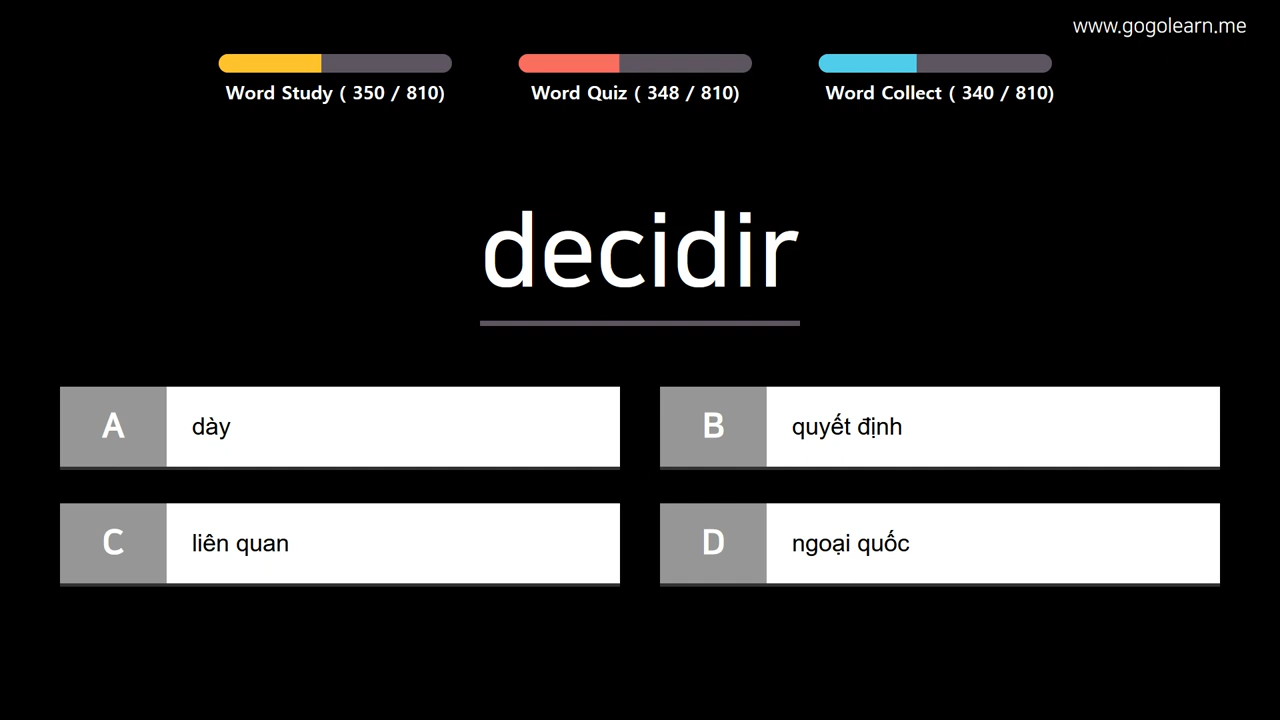 www.gogolearn.me
Word Study ( 350 / 810)
Word Quiz ( 348 / 810)
Word Collect ( 340 / 810)
decidir
A dày
B quyết định
C liên quan
D ngoại quốc